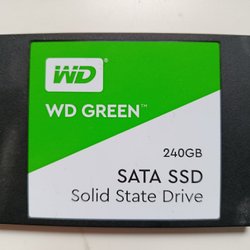 WD
WD GREEN™
240GB
SATA SSD
Solid State Drive